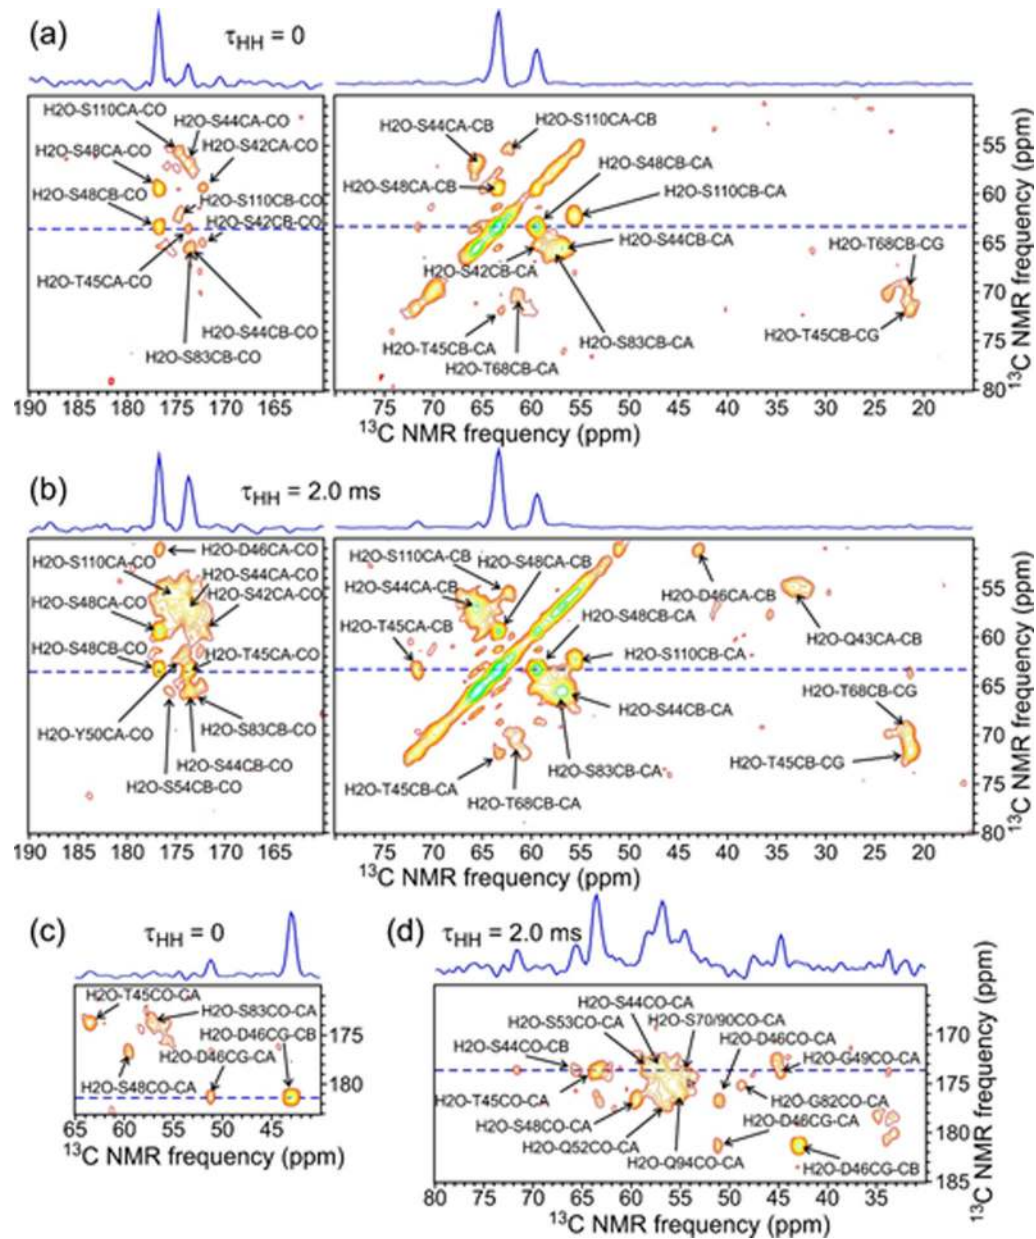 (a)
τHH = 0
H2O-S110CA-CO
H2O-S44CA-CO
H2O-S48CA-CO
H2O-S42CA-CO
H2O-S48CB-CO
H2O-S110CB-CO
H2O-S42CB-CO
H2O-T45CA-CO
H2O-S44CB-CO
H2O-S83CB-CO
H2O-S44CA-CB
H2O-S110CA-CB
H2O-S48CA-CB
H2O-S48CB-CA
H2O-S110CB-CA
H2O-S44CB-CA
H2O-S42CB-CA
H2O-T68CB-CG
H2O-T45CB-CA
H2O-S83CB-CA
H2O-T45CB-CG
H2O-T68CB-CA
55
60
65
70
75
80
13C NMR frequency (ppm)
190 180 175 170 165
75 70 65 60 55 50 45 40 35 30 25 20
13C NMR frequency (ppm)
(b)
τHH = 2.0 ms
H2O-D46CA-CO
H2O-S110CA-CO
H2O-S44CA-CO
H2O-S48CA-CO
H2O-S42CA-CO
H2O-S48CB-CO
H2O-T45CA-CO
H2O-Y50CA-CO
H2O-S83CB-CO
H2O-S44CB-CO
H2O-S54CB-CO
H2O-S110CA-CB
H2O-S48CA-CB
H2O-S44CA-CB
H2O-S48CB-CA
H2O-D46CA-CB
H2O-T45CA-CB
H2O-Q43CA-CB
H2O-S110CB-CA
H2O-S44CB-CA
H2O-T68CB-CG
H2O-S83CB-CA
H2O-T45CB-CG
H2O-T45CB-CA
H2O-T68CB-CA
55
60
65
70
75
80
13C NMR frequency (ppm)
190 185 180 175 170 165
75 70 65 60 55 50 45 40 35 30 25 20
13C NMR frequency (ppm)
(c)
τHH = 0
H2O-T45CO-CA
H2O-S83CO-CA
H2O-D46CG-CB
H2O-D46CG-CA
H2O-S48CO-CA
175
180
65 60 55 50 45
13C NMR frequency (ppm)
(d)
τHH = 2.0 ms
H2O-S44CO-CA
H2O-S53CO-CA
H2O-S70/90CO-CA
H2O-S44CO-CB
H2O-D46CO-CA
H2O-G49CO-CA
H2O-T45CO-CA
H2O-G82CO-CA
H2O-S48CO-CA
H2O-D46CG-CA
H2O-Q52CO-CA
H2O-Q94CO-CA
H2O-D46CG-CB
170
175
180
185
13C NMR frequency (ppm)
80 75 70 65 60 55 50 45 40 35
13C NMR frequency (ppm)